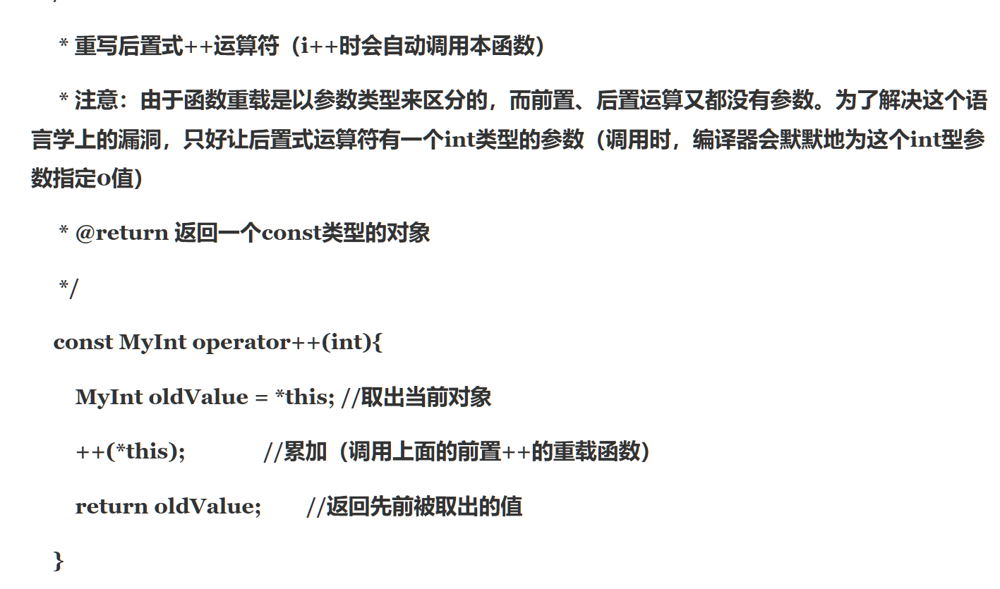 * 重写后置式++运算符（i++时会自动调用本函数）
* 注意：由于函数重载是以参数类型来区分的，而前置、后置运算又都没有参数。为了解决这个语
言学上的漏洞，只好让后置式运算符有一个int类型的参数（调用时，编译器会默默地为这个int型参
数指定0值）
* @return 返回一个const类型的对象
*/
const MyInt operator++(int){
MyInt oldValue = *this; //取出当前对象
++(*this); //累加（调用上面的前置++的重载函数）
return oldValue; //返回先前被取出的值
}